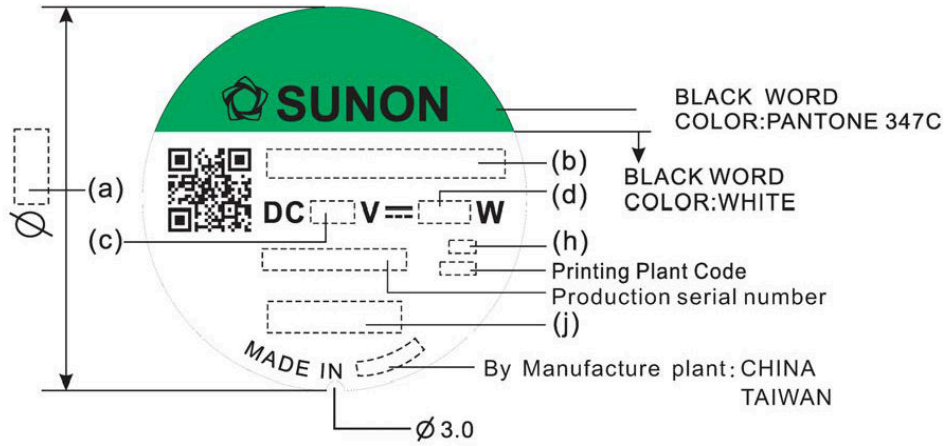 SUNON
BLACK WORD
COLOR:PANTONE 347C
(b)
BLACK WORD
COLOR:WHITE
(a)
Ø
DC V W
(d)
(c)
(h)
Printing Plant Code
Production serial number
(j)
MADE IN
By Manufacture plant: CHINA
TAIWAN
Ø 3.0